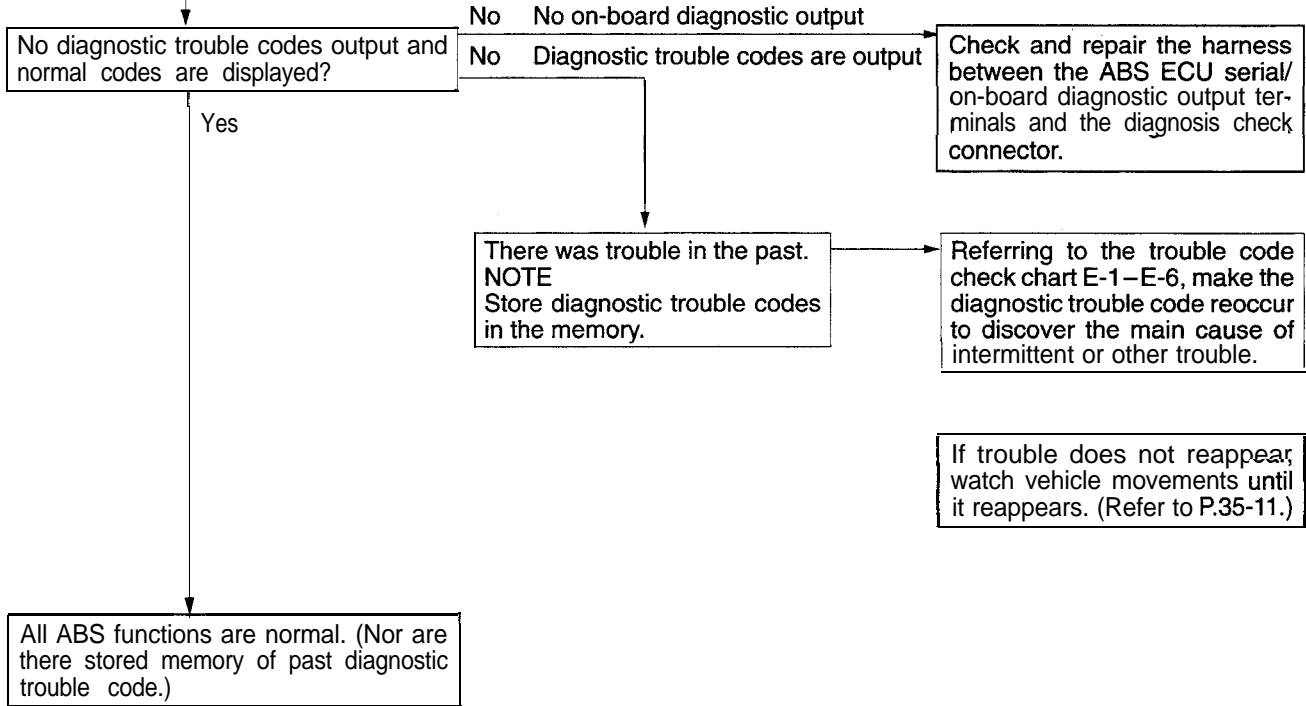 No No on-board diagnostic output
No diagnostic trouble codes output and
normal codes are displayed?
No Diagnostic trouble codes are output
Check and repair the harness
between the ABS ECU serial/
on-board diagnostic output ter-
minals and the diagnosis check
connector.
Yes
There was trouble in the past.
NOTE
Store diagnostic trouble codes
in the memory.
Referring to the trouble code
check chart E-1–E-6, make the
diagnostic trouble code reoccur
to discover the main cause of
intermittent or other trouble.
If trouble does not reappear,
watch vehicle movements until
it reappears. (Refer to P.35-11.)
All ABS functions are normal. (Nor are
there stored memory of past diagnostic
trouble code.)